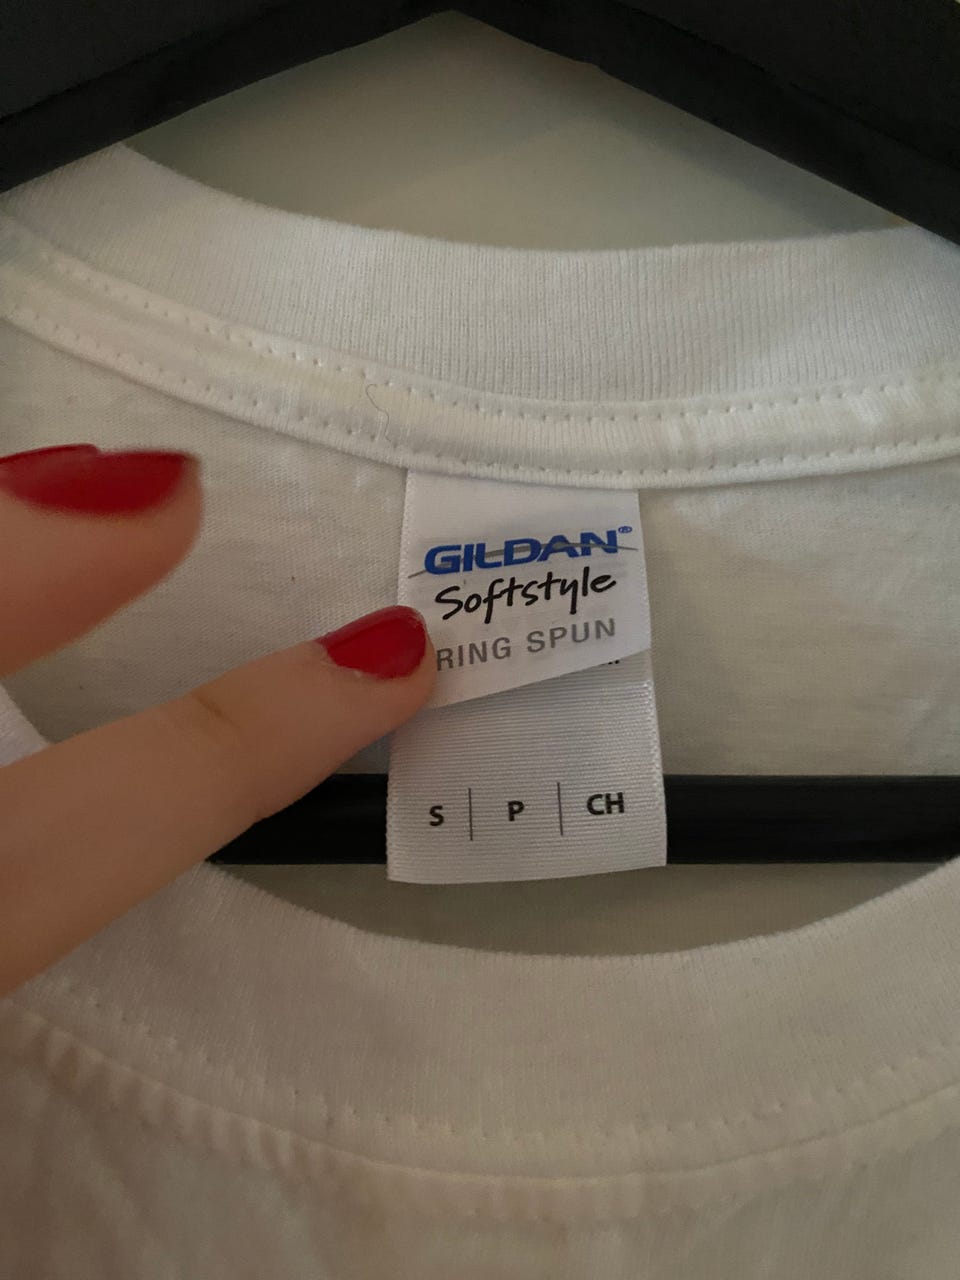 GILDAN®
Softstyle
RING SPUN
S | P | CH